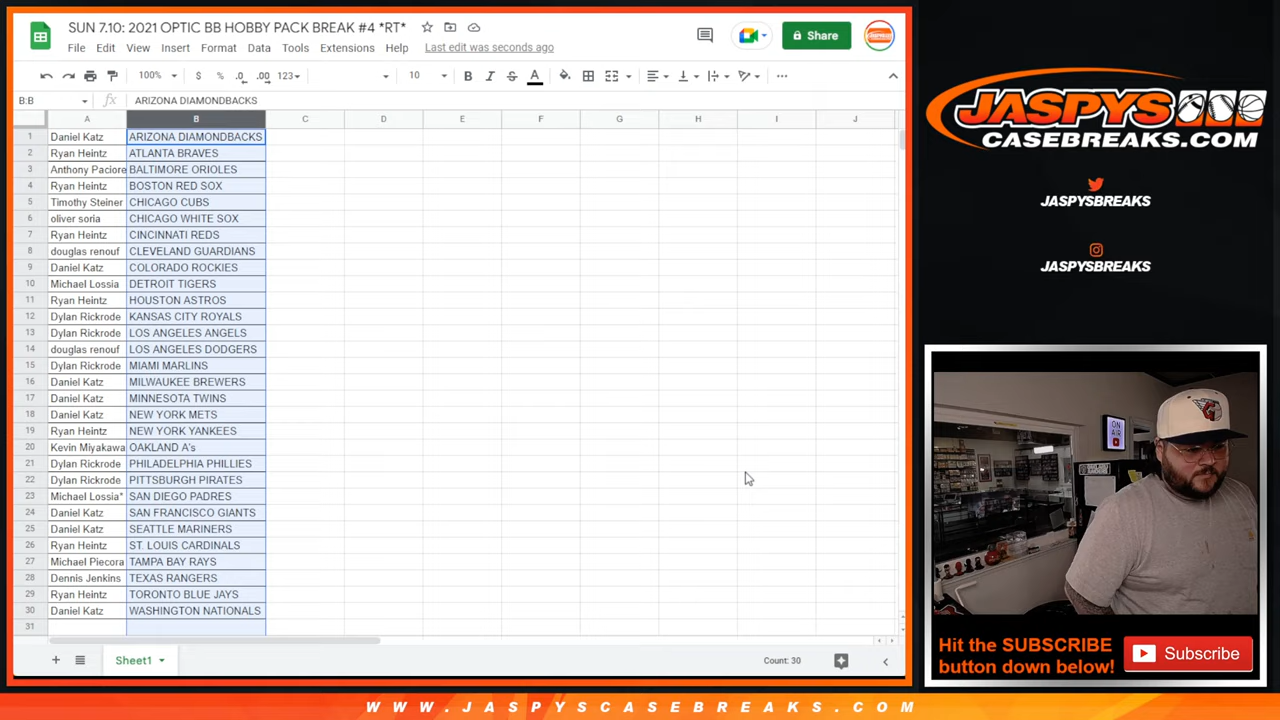 SUN 7.10: 2021 OPTIC BB HOBBY PACK BREAK #4 *RT*
File Edit View Insert Format Data Tools Extensions Help Last edit was seconds ago
Share
100% $ % .0 .00 123 10 B I S A
B:B fx ARIZONA DIAMONDBACKS
A B C D E F G H I J
1 Daniel Katz ARIZONA DIAMONDBACKS
2 Ryan Heintz ATLANTA BRAVES
3 Anthony Paciore BALTIMORE ORIOLES
4 Ryan Heintz BOSTON RED SOX
5 Timothy Steiner CHICAGO CUBS
6 oliver soria CHICAGO WHITE SOX
7 Ryan Heintz CINCINNATI REDS
8 douglas renouf CLEVELAND GUARDIANS
9 Daniel Katz COLORADO ROCKIES
10 Michael Lossia DETROIT TIGERS
11 Ryan Heintz HOUSTON ASTROS
12 Dylan Rickrode KANSAS CITY ROYALS
13 Dylan Rickrode LOS ANGELES ANGELS
14 douglas renouf LOS ANGELES DODGERS
15 Dylan Rickrode MIAMI MARLINS
16 Daniel Katz MILWAUKEE BREWERS
17 Daniel Katz MINNESOTA TWINS
18 Daniel Katz NEW YORK METS
19 Ryan Heintz NEW YORK YANKEES
20 Kevin Miyakawa OAKLAND A's
21 Dylan Rickrode PHILADELPHIA PHILLIES
22 Dylan Rickrode PITTSBURGH PIRATES
23 Michael Lossia* SAN DIEGO PADRES
24 Daniel Katz SAN FRANCISCO GIANTS
25 Daniel Katz SEATTLE MARINERS
26 Ryan Heintz ST. LOUIS CARDINALS
27 Michael Piecora TAMPA BAY RAYS
28 Dennis Jenkins TEXAS RANGERS
29 Ryan Heintz TORONTO BLUE JAYS
30 Daniel Katz WASHINGTON NATIONALS
31
Sheet1
Count: 30
JASPYS
CASEBREAKS.COM
JASPYSBREAKS
JASPYSBREAKS
ON
AIR
Hit the SUBSCRIBE
button down below!
Subscribe
WWW.JASPYSCASEBREAKS.COM